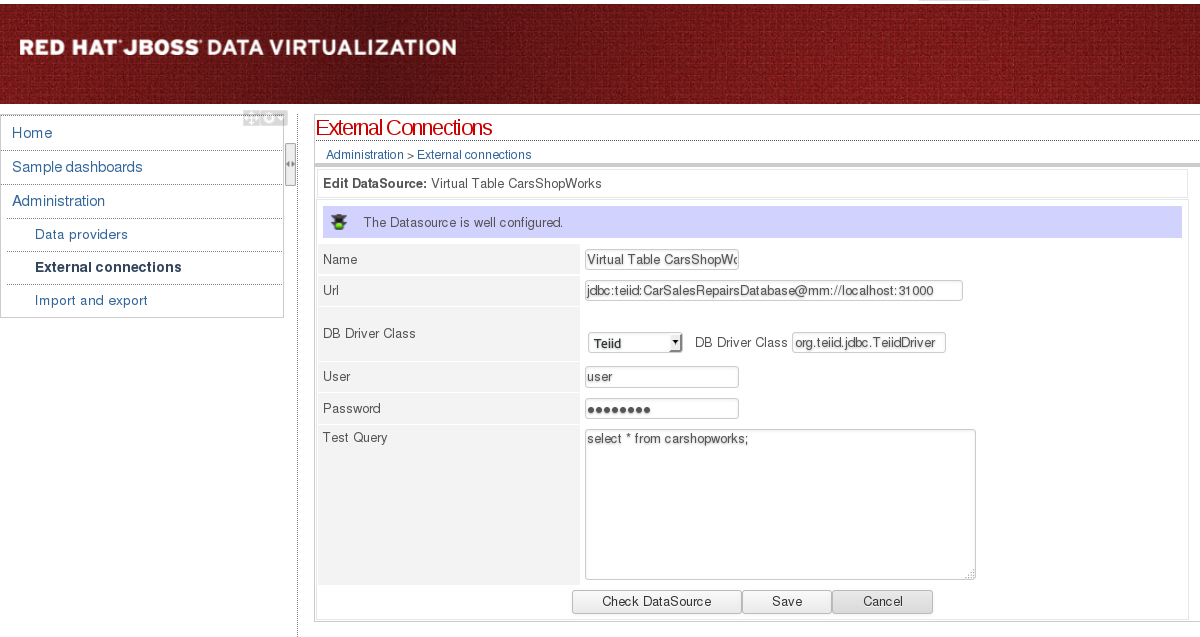 RED HAT JBOSS DATA VIRTUALIZATION
Home
Sample dashboards
Administration
Data providers
External connections
Import and export
External Connections
Administration > External connections
Edit DataSource: Virtual Table CarsShopWorks
The Datasource is well configured.
Name Virtual Table CarsShopWo
Url jdbc:teiid:CarSalesRepairsDatabase@mm://localhost:31000
DB Driver Class Teiid DB Driver Class org.teiid.jdbc.TeiidDriver
User user
Password ●●●●●●●●
Test Query select * from carshopworks;
Check DataSource Save Cancel